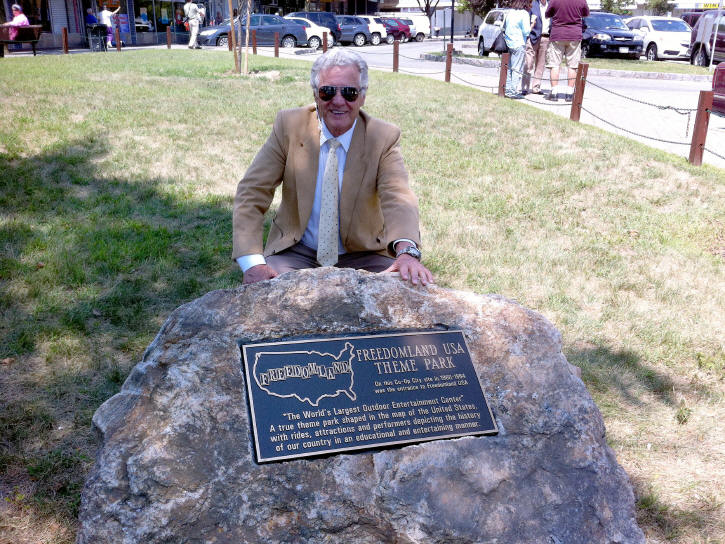 FREEDOMLAND
FREEDOMLAND USA
THEME PARK
On this Co-Op City site in 1960-1964
was the entrance to Freedomland USA
"The World's Largest Outdoor Entertainment Center"
A true theme park shaped in the map of the United States,
with rides, attractions and performers depicting the history
of our country in an educational and entertaining manner.